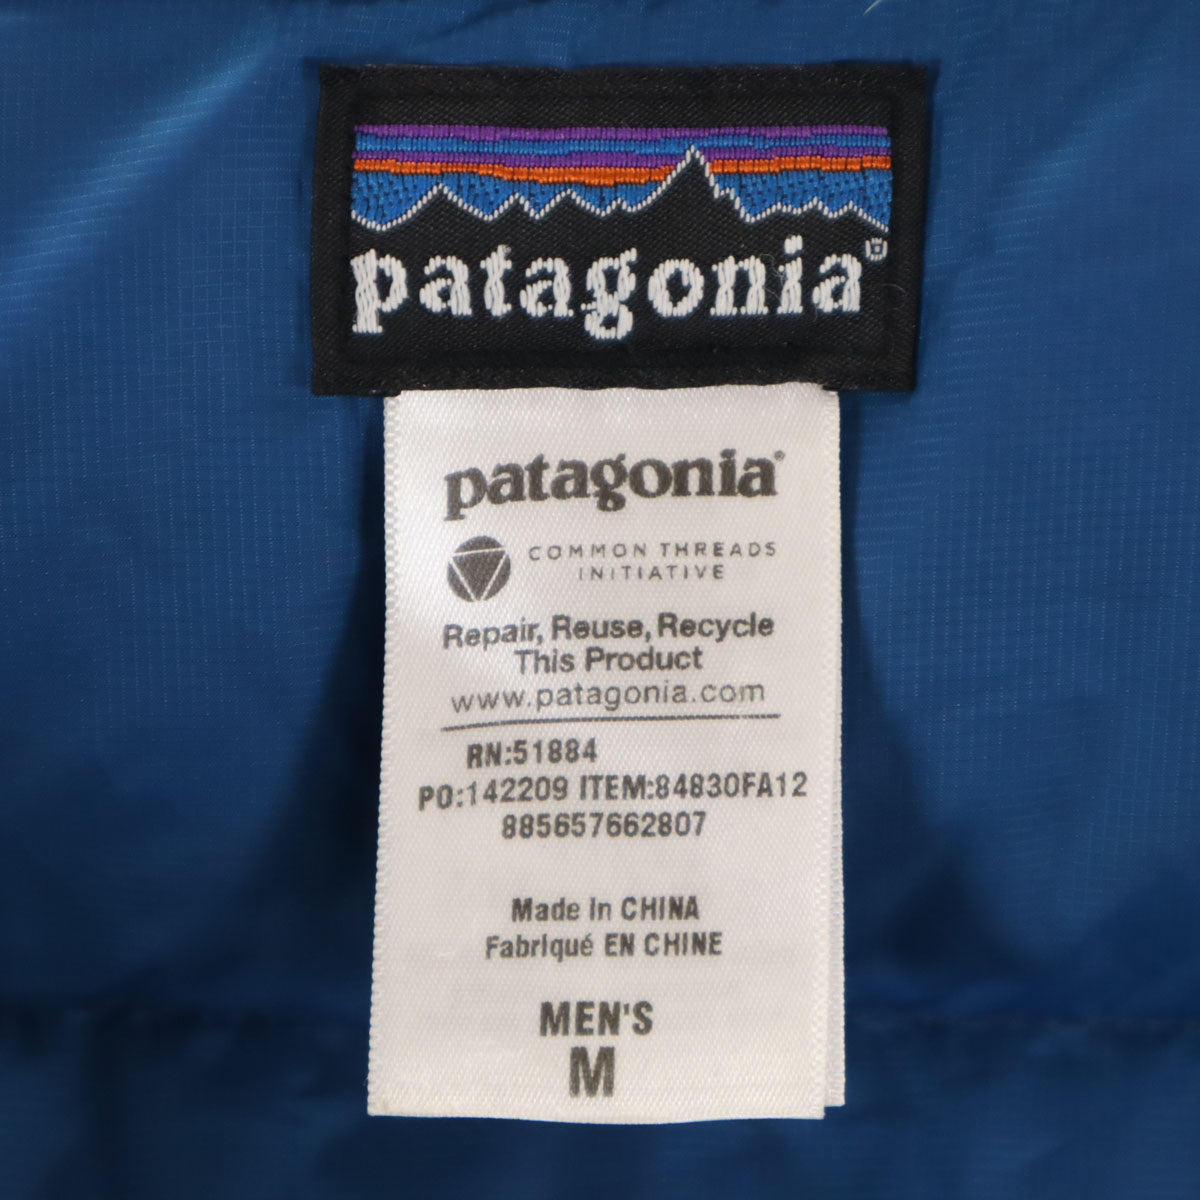 patagonia®
patagonia®
COMMON THREADS
INITIATIVE
Repair, Reuse, Recycle
This Product
www.patagonia.com
RN:51884
PO:142209 ITEM:84830FA12
885657662807
Made in CHINA
Fabriqué EN CHINE
MEN'S
M